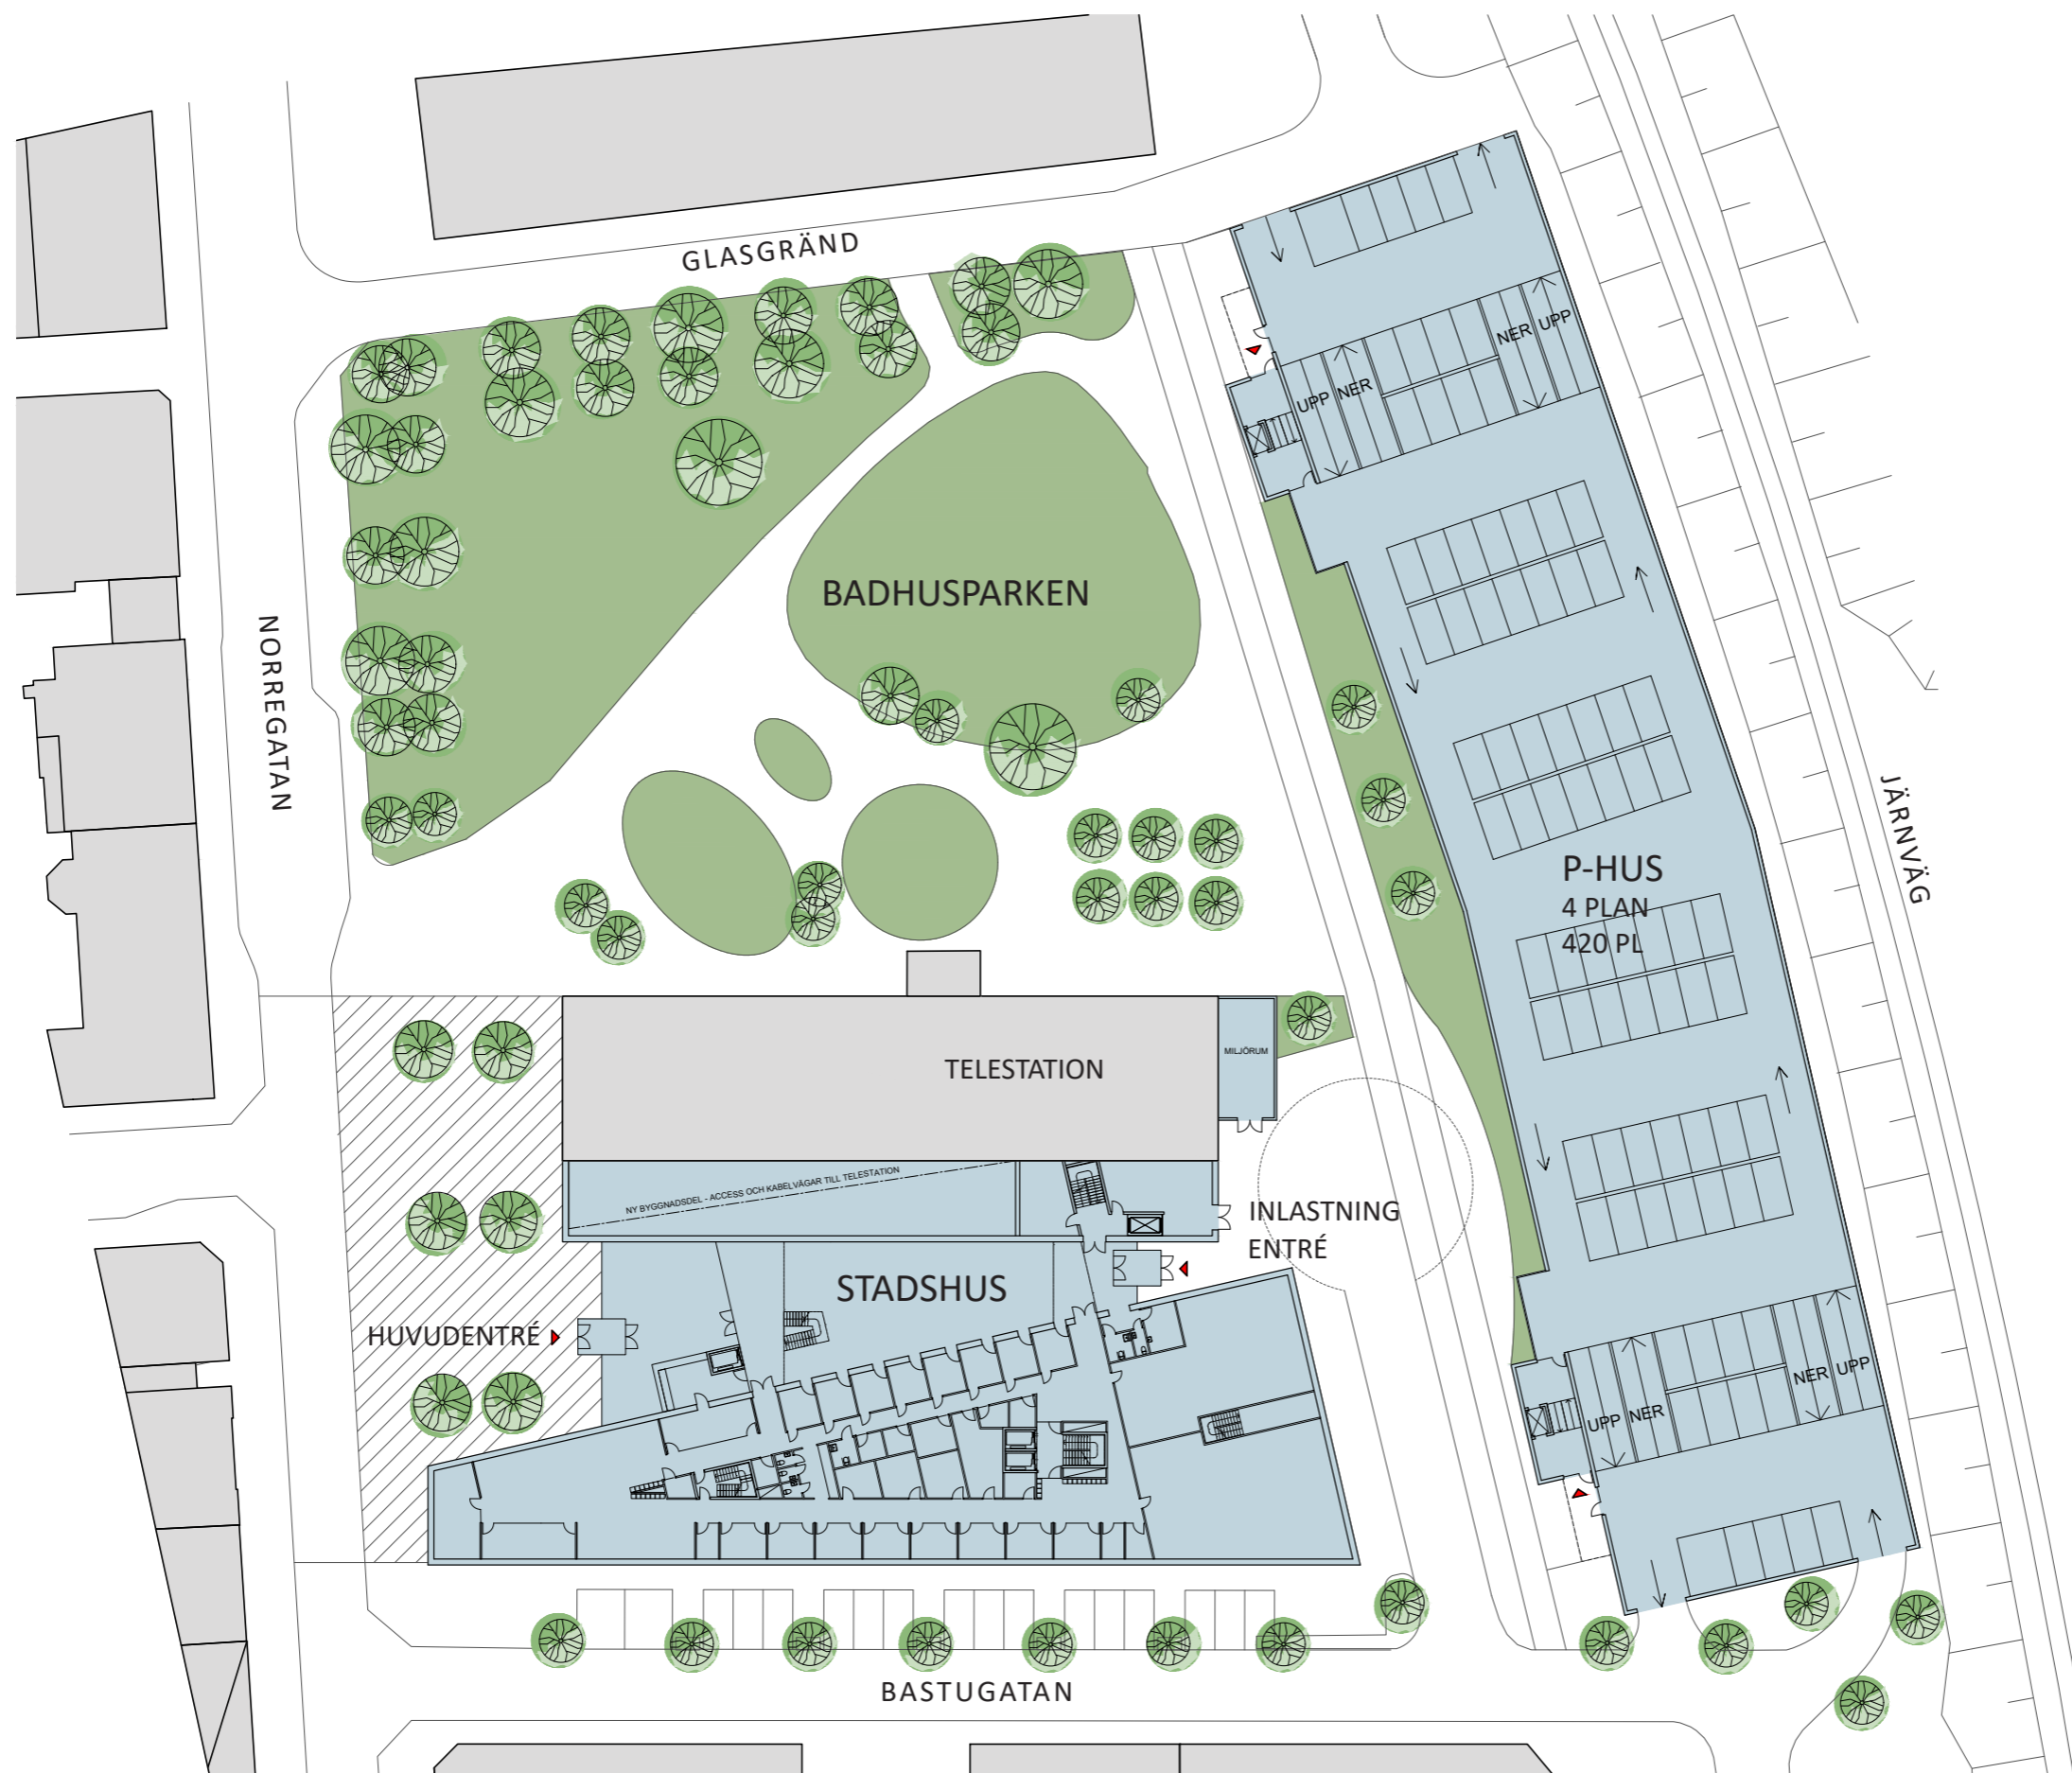 GLASGRÄND
NER UPP
UPP NER
BADHUSPARKEN
NORREGATAN
JÄRNVÄG
P-HUS
4 PLAN
420 PL
TELESTATION
MILJÖRUM
NY BYGGNADSDEL - ACCESS OCH KABELVÄGAR TILL TELESTATION
INLASTNING
ENTRÉ
STADSHUS
HUVUDENTRÉ
NER UPP
UPP NER
BASTUGATAN